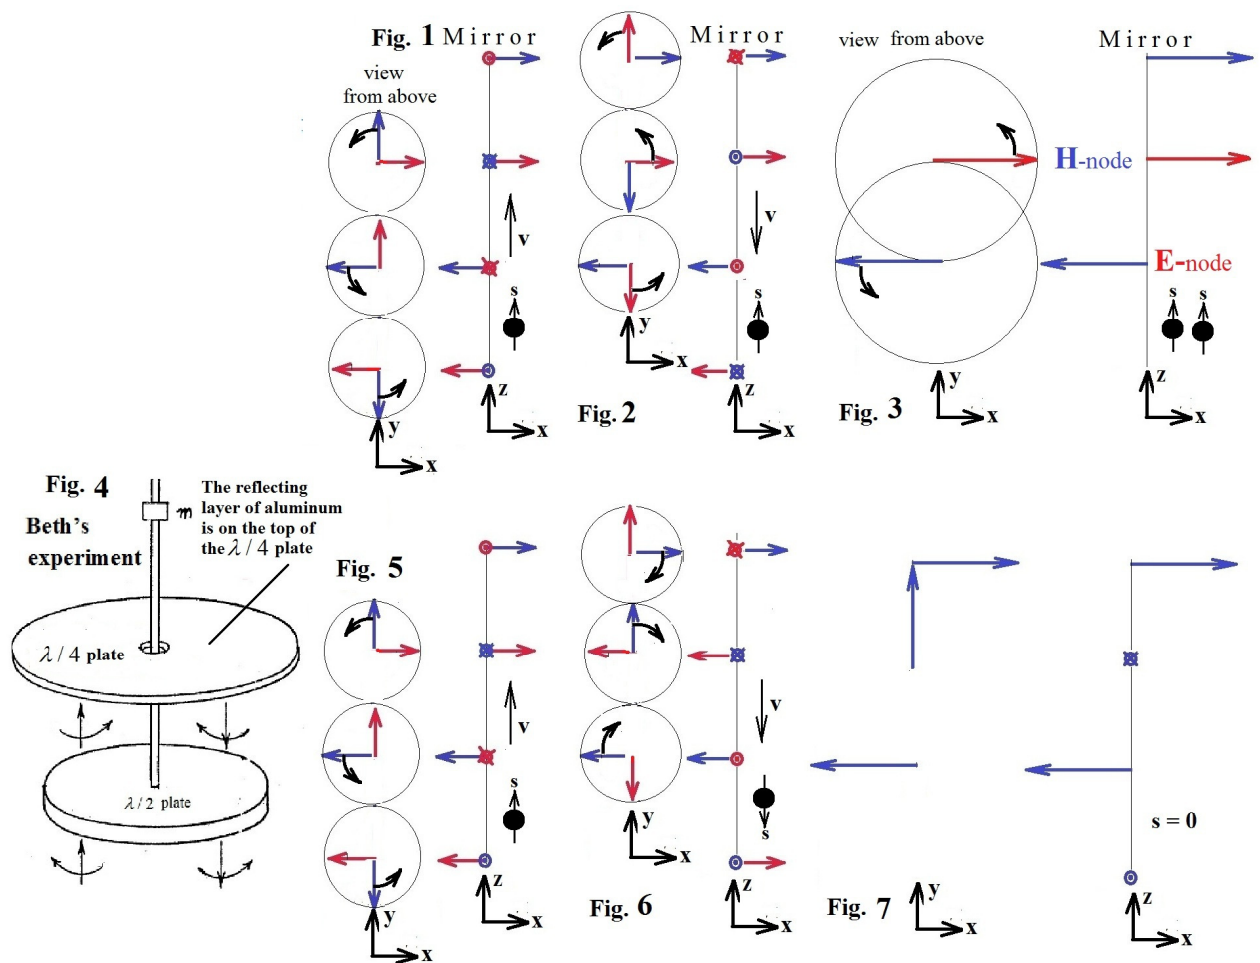 Fig. 1 Mirror
view
from above
v
s
z
x
y
x
Mirror
v
s
y
x
z
x
Fig. 2
view from above
Mirror
H-node
E-node
s s
y
x
z
x
Fig. 3
Fig. 4
Beth's
experiment
m
The reflecting
layer of aluminum
is on the top of
the λ/4 plate
λ/4 plate
λ/2 plate
Fig. 5
v
s
z
x
y
x
v
s
y
x
z
x
Fig. 6
s = 0
y
x
z
x
Fig. 7